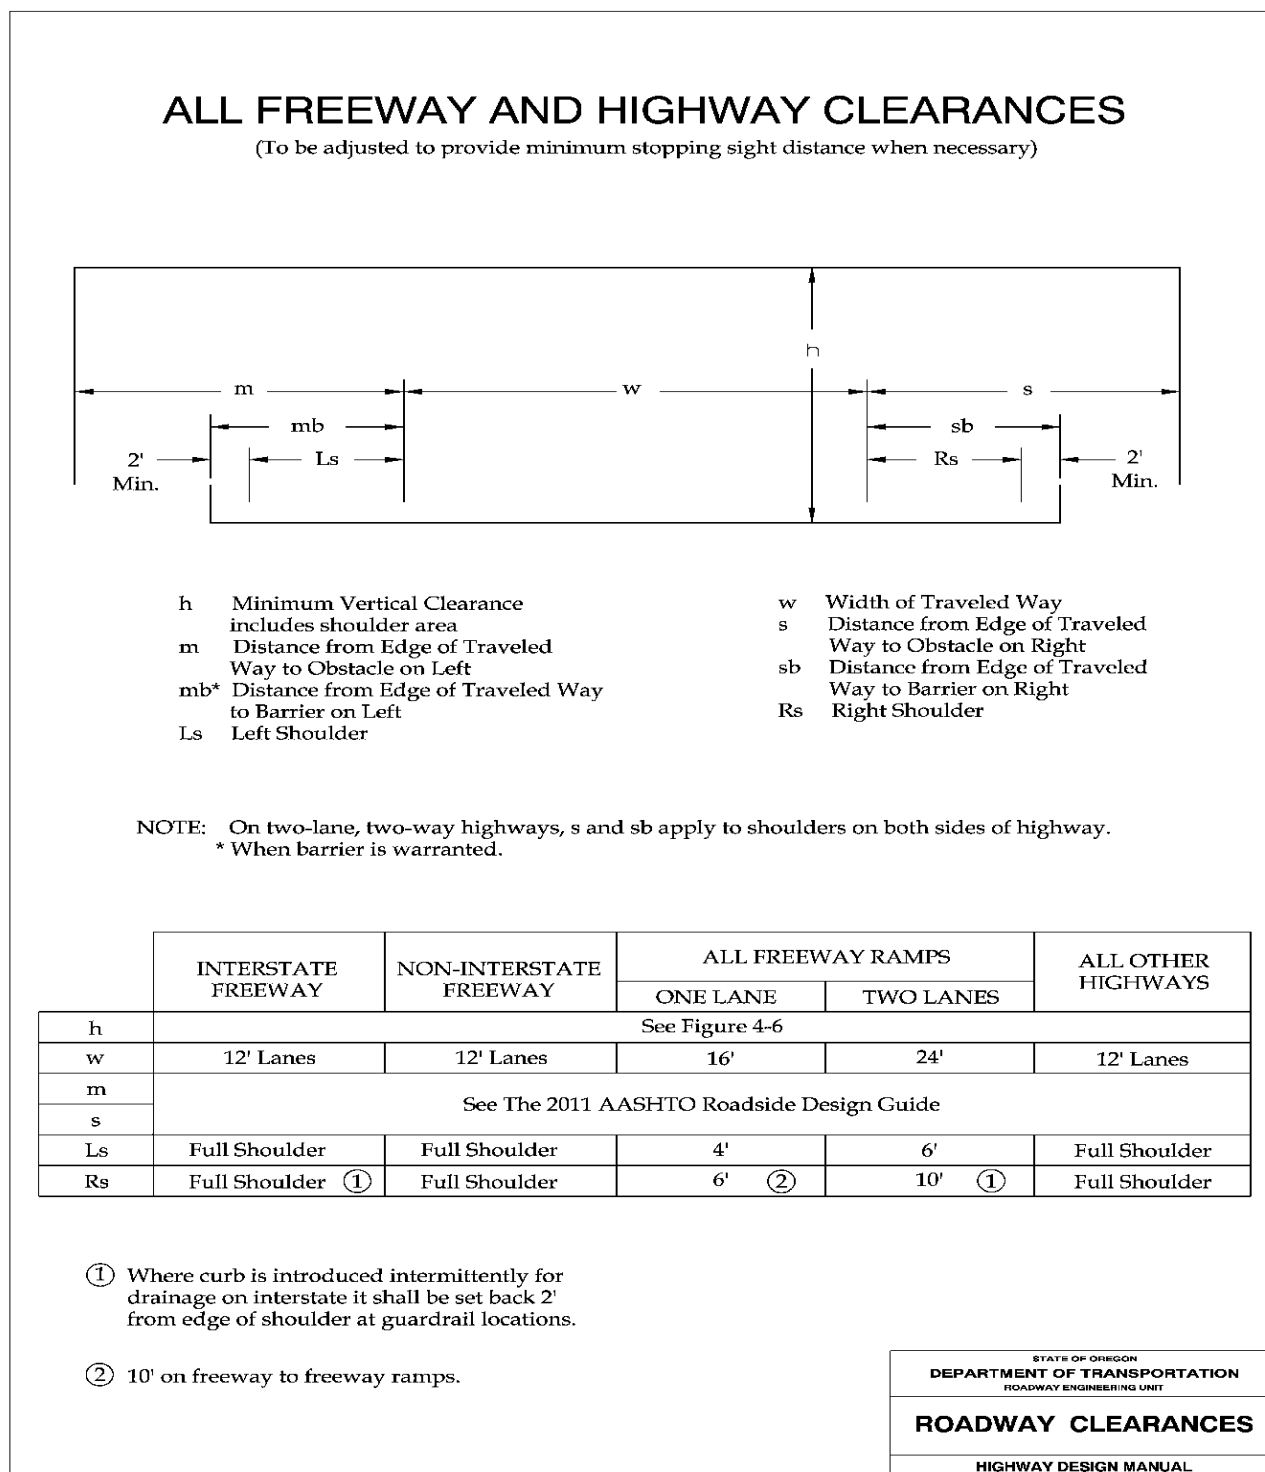 ALL FREEWAY AND HIGHWAY CLEARANCES
(To be adjusted to provide minimum stopping sight distance when necessary)
h
m
w
s
mb
sb
2'
Min.
Ls
Rs
2'
Min.
h Minimum Vertical Clearance
includes shoulder area
m Distance from Edge of Traveled
Way to Obstacle on Left
mb* Distance from Edge of Traveled Way
to Barrier on Left
Ls Left Shoulder
w Width of Traveled Way
s Distance from Edge of Traveled
Way to Obstacle on Right
sb Distance from Edge of Traveled
Way to Barrier on Right
Rs Right Shoulder
NOTE: On two-lane, two-way highways, s and sb apply to shoulders on both sides of highway.
* When barrier is warranted.
INTERSTATE
FREEWAY
NON-INTERSTATE
FREEWAY
ALL FREEWAY RAMPS
ONE LANE
TWO LANES
ALL OTHER
HIGHWAYS
h See Figure 4-6
w 12' Lanes 12' Lanes 16' 24' 12' Lanes
m
s
See The 2011 AASHTO Roadside Design Guide
Ls Full Shoulder Full Shoulder 4' 6' Full Shoulder
Rs Full Shoulder ① Full Shoulder 6' ② 10' ① Full Shoulder
① Where curb is introduced intermittently for
drainage on interstate it shall be set back 2'
from edge of shoulder at guardrail locations.
② 10' on freeway to freeway ramps.
STATE OF OREGON
DEPARTMENT OF TRANSPORTATION
ROADWAY ENGINEERING UNIT
ROADWAY CLEARANCES
HIGHWAY DESIGN MANUAL